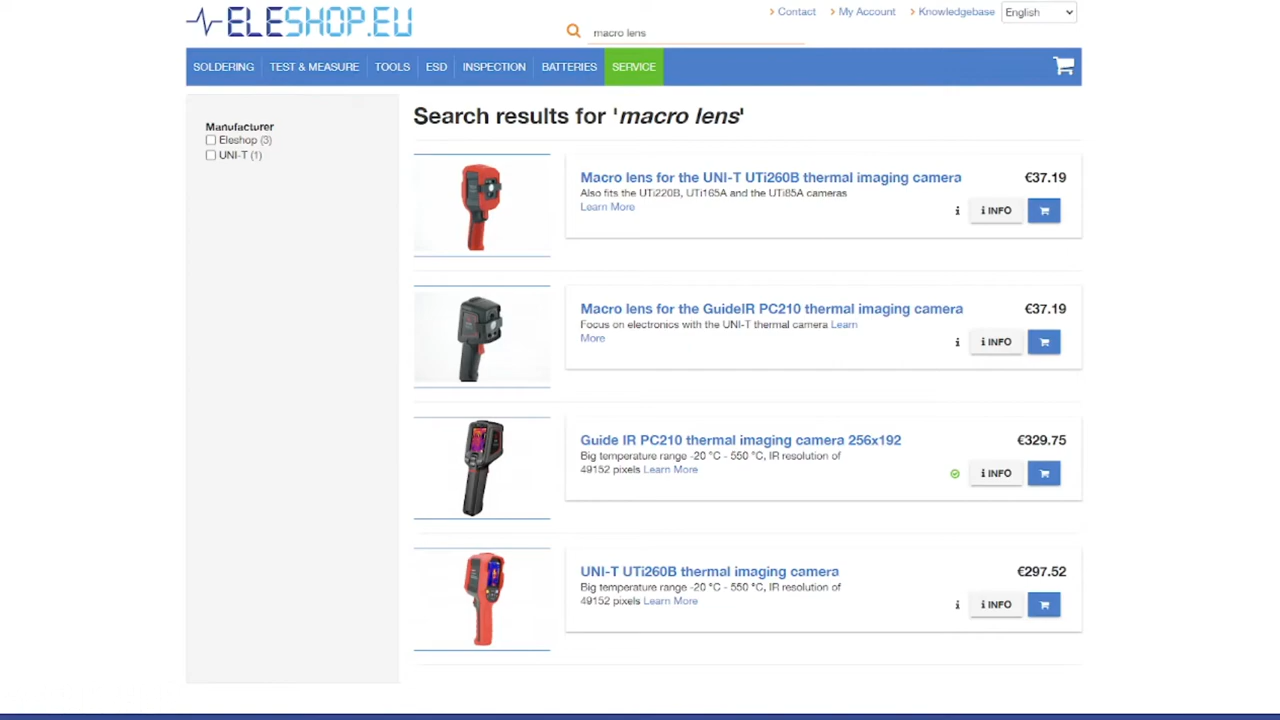 Contact
My Account
Knowledgebase
English
ELESHOP.EU
macro lens
SOLDERING
TEST & MEASURE
TOOLS
ESD
INSPECTION
BATTERIES
SERVICE
Manufacturer
Eleshop (3)
UNI-T (1)
Search results for 'macro lens'
Macro lens for the UNI-T UTi260B thermal imaging camera
€37.19
Also fits the UTi220B, UTi165A and the UTi85A cameras
Learn More
INFO
Macro lens for the GuideIR PC210 thermal imaging camera
€37.19
Focus on electronics with the UNI-T thermal camera Learn
More
INFO
Guide IR PC210 thermal imaging camera 256x192
€329.75
Big temperature range -20 °C - 550 °C, IR resolution of
49152 pixels Learn More
INFO
UNI-T UTi260B thermal imaging camera
€297.52
Big temperature range -20 °C - 550 °C, IR resolution of
49152 pixels Learn More
INFO